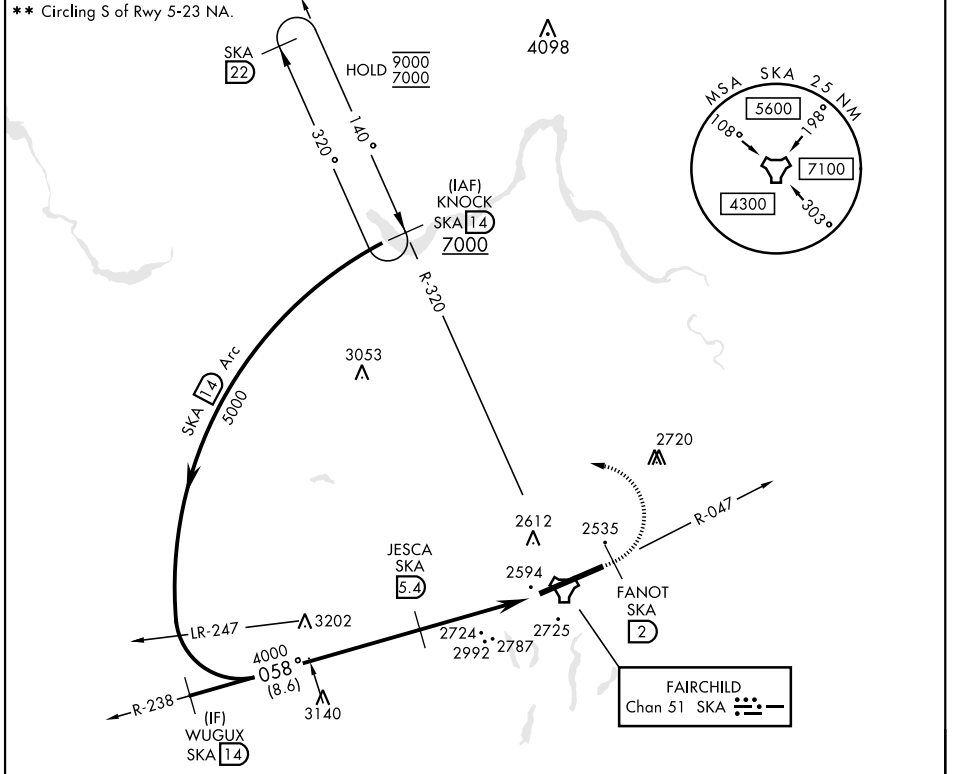 ** Circling S of Rwy 5-23 NA.
SKA
22
HOLD 9000
7000
4098
320°
140°
MSA SKA 25 NM
5600
108°
198°
7100
4300
303°
(IAF)
KNOCK
SKA 14
7000
R-320
3053
SKA 14 Arc
5000
2720
R-047
2612
2535
JESCA
SKA
5.4
2594
FANOT
SKA
2
LR-247
3202
2724
2992
2787
2725
4000
058°
(8.6)
3140
R-238
(IF)
WUGUX
SKA 14
FAIRCHILD
Chan 51 SKA